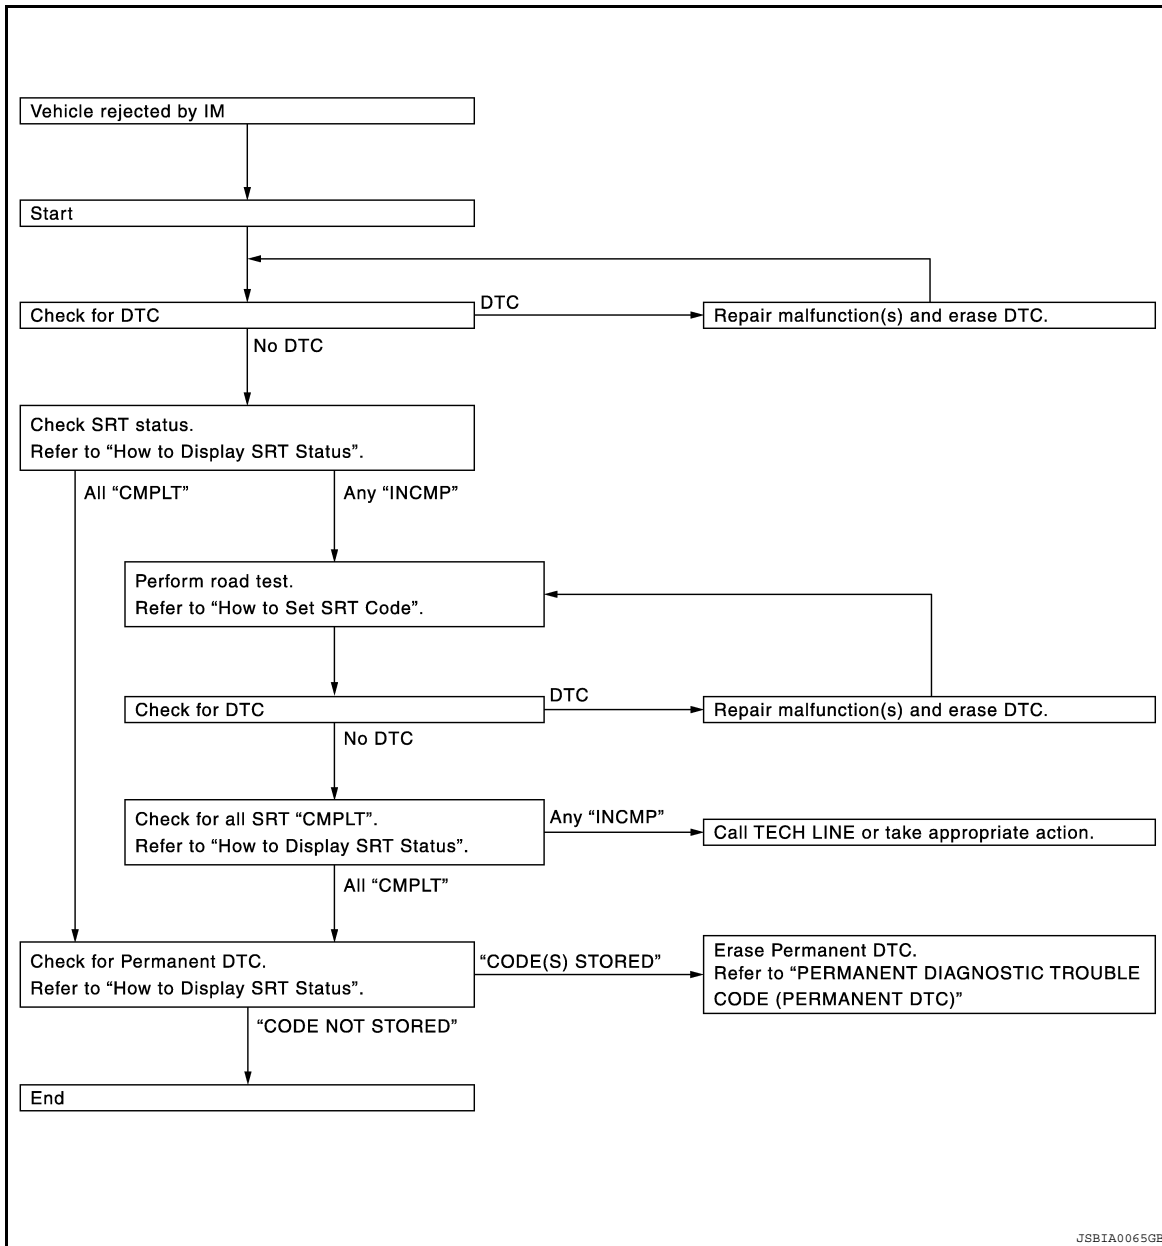 Vehicle rejected by IM
Start
Check for DTC
DTC
Repair malfunction(s) and erase DTC.
No DTC
Check SRT status.
Refer to “How to Display SRT Status”.
All “CMPLT”
Any “INCMP”
Perform road test.
Refer to “How to Set SRT Code”.
Check for DTC
DTC
Repair malfunction(s) and erase DTC.
No DTC
Check for all SRT “CMPLT”.
Refer to “How to Display SRT Status”.
Any “INCMP”
Call TECH LINE or take appropriate action.
All “CMPLT”
Check for Permanent DTC.
Refer to “How to Display SRT Status”.
“CODE(S) STORED”
Erase Permanent DTC.
Refer to “PERMANENT DIAGNOSTIC TROUBLE
CODE (PERMANENT DTC)”
“CODE NOT STORED”
End
JSBIA0065GB